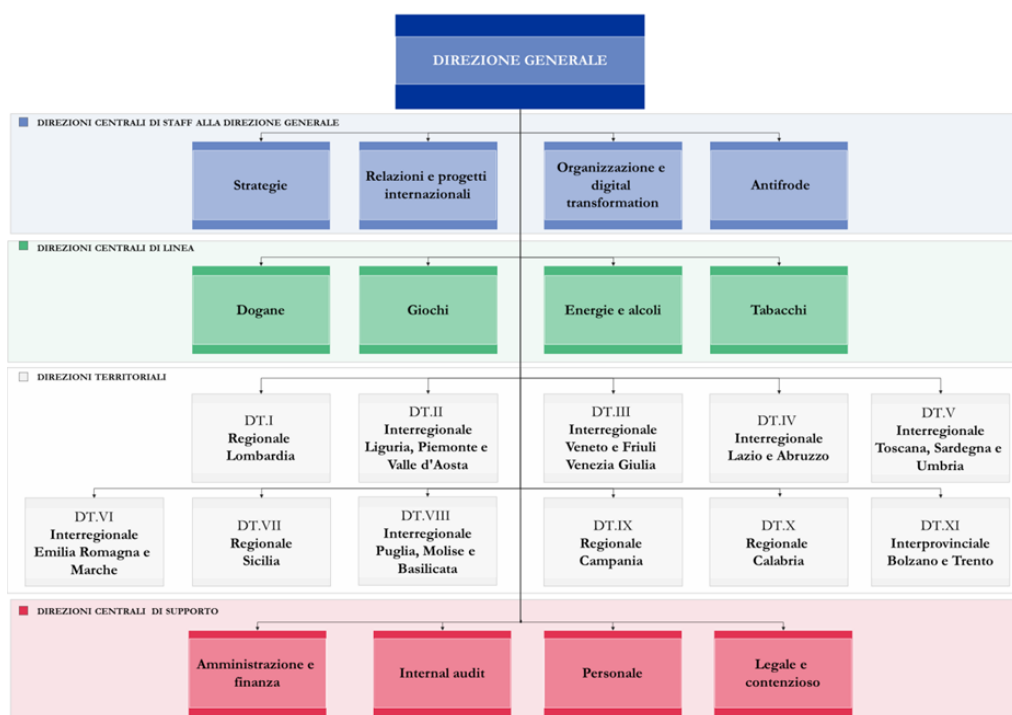 DIREZIONE GENERALE
DIREZIONI CENTRALI DI STAFF ALLA DIREZIONE GENERALE
Strategie
Relazioni e progetti
internazionali
Organizzazione e
digital
transformation
Antifrode
DIREZIONI CENTRALI DI LINEA
Dogane
Giochi
Energie e alcoli
Tabacchi
DIREZIONI TERRITORIALI
DT.I
Regionale
Lombardia
DT.II
Interregionale
Liguria, Piemonte e
Valle d'Aosta
DT.III
Interregionale
Veneto e Friuli
Venezia Giulia
DT.IV
Interregionale
Lazio e Abruzzo
DT.V
Interregionale
Toscana, Sardegna e
Umbria
DT.VI
Interregionale
Emilia Romagna e
Marche
DT.VII
Regionale
Sicilia
DT.VIII
Interregionale
Puglia, Molise e
Basilicata
DT.IX
Regionale
Campania
DT.X
Regionale
Calabria
DT.XI
Interprovinciale
Bolzano e Trento
DIREZIONI CENTRALI DI SUPPORTO
Amministrazione e
finanza
Internal audit
Personale
Legale e
contenzioso